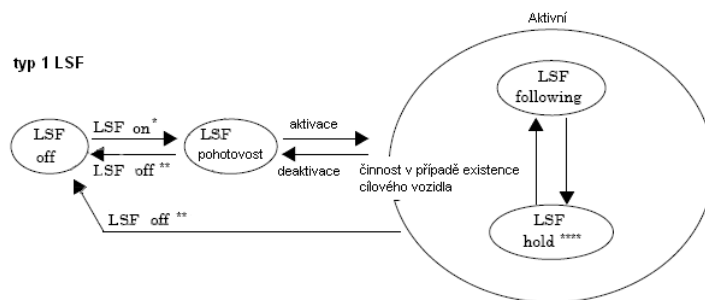 Aktivní
typ 1 LSF
LSF
following
LSF on *
aktivace
LSF
off
LSF
pohotovost
LSF off **
deaktivace
činnost v případě existence
cílového vozidla
LSF off **
LSF
hold ****